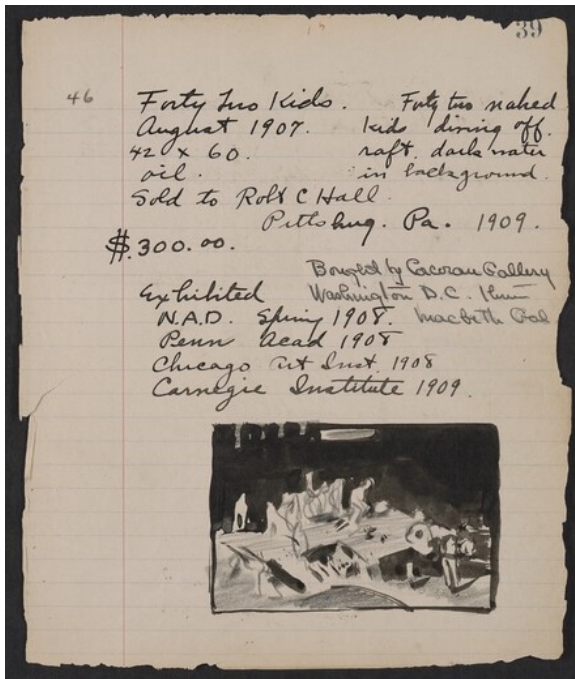 39
46
Forty Two Kids. Forty two naked
August 1907. kids diving off.
42 x 60. raft. dark water
oil. in background.
Sold to Robt C Hall
Pittsburg. Pa. 1909.
$.300.00.
Bought by Cocoran Gallery
Exhibited Washington D.C. thru
N.A.D. Spring 1908. Macbeth Gal
Penn Acad 1908
Chicago Art Inst. 1908
Carnegie Institute 1909.